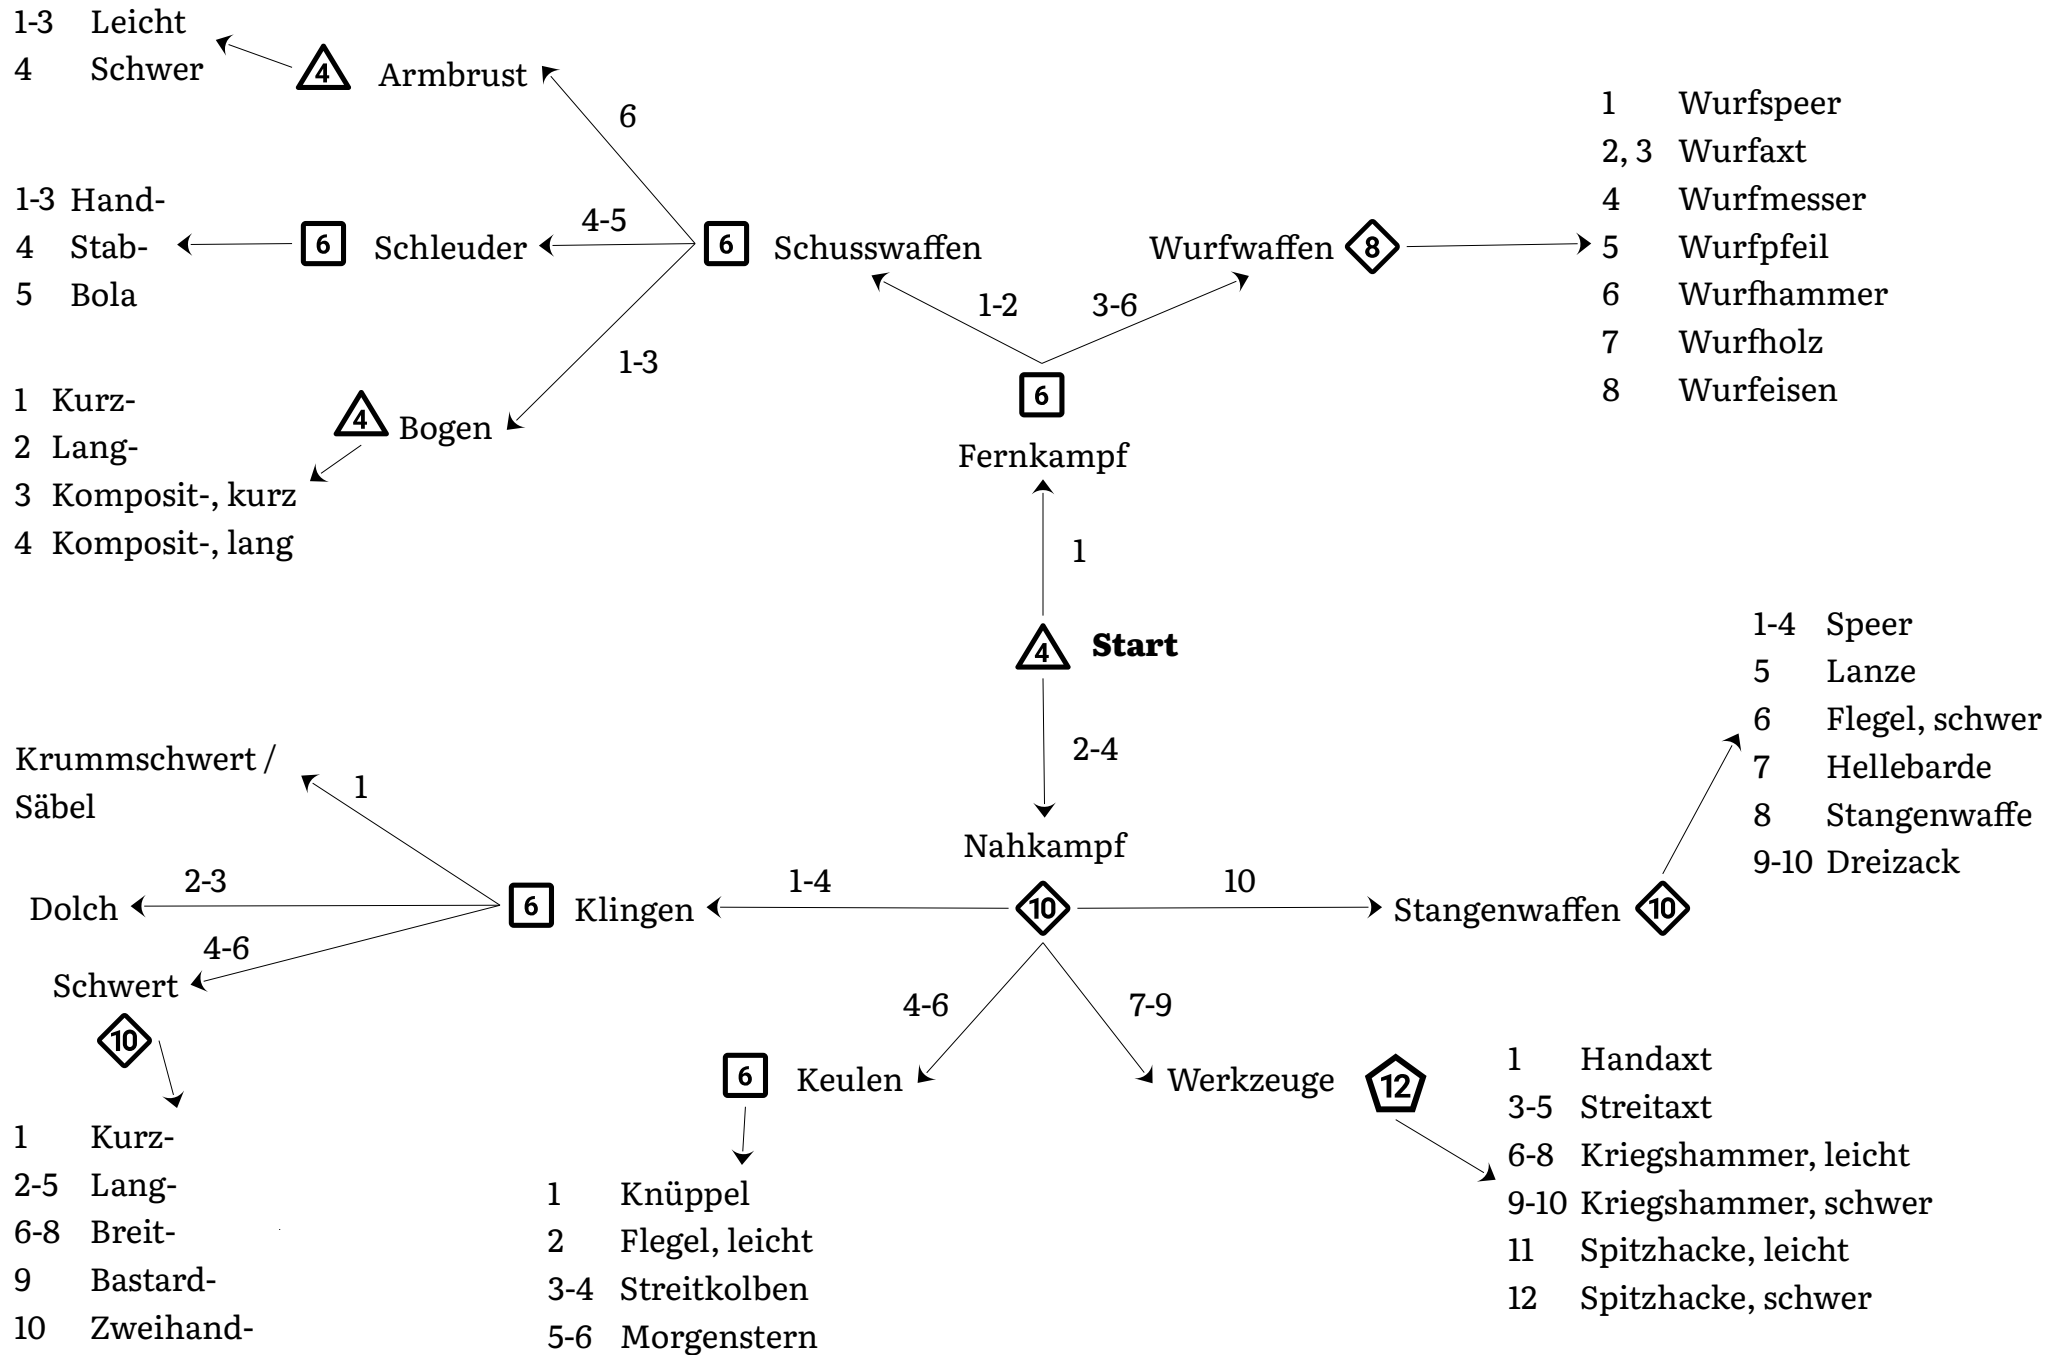 1-3 Leicht
4 Schwer
4 Armbrust
6
1-3 Hand-
4 Stab-
5 Bola
6 Schleuder
4-5
6 Schusswaffen
1-3
1 Kurz-
2 Lang-
3 Komposit-, kurz
4 Komposit-, lang
4 Bogen
1-2
3-6
Wurfwaffen 8
1 Wurfspeer
2, 3 Wurfaxt
4 Wurfmesser
5 Wurfpfeil
6 Wurfhammer
7 Wurfholz
8 Wurfeisen
6
Fernkampf
1
4 Start
2-4
Nahkampf
10
1-4
10
Stangenwaffen 10
1-4 Speer
5 Lanze
6 Flegel, schwer
7 Hellebarde
8 Stangenwaffe
9-10 Dreizack
6 Klingen
Krummschwert /
Säbel
1
Dolch
2-3
4-6
Schwert
10
1 Kurz-
2-5 Lang-
6-8 Breit-
9 Bastard-
10 Zweihand-
4-6
6 Keulen
1 Knüppel
2 Flegel, leicht
3-4 Streitkolben
5-6 Morgenstern
7-9
Werkzeuge 12
1 Handaxt
3-5 Streitaxt
6-8 Kriegshammer, leicht
9-10 Kriegshammer, schwer
11 Spitzhacke, leicht
12 Spitzhacke, schwer